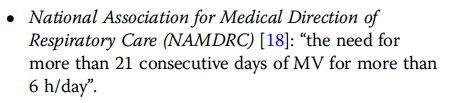 • National Association for Medical Direction of
Respiratory Care (NAMDRC) [18]: “the need for
more than 21 consecutive days of MV for more than
6 h/day”.